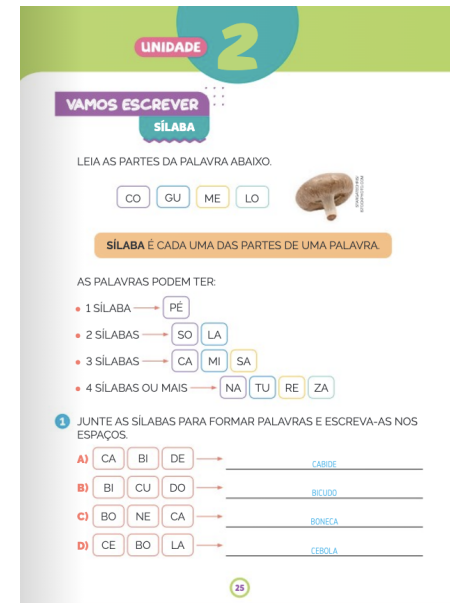 UNIDADE 2
VAMOS ESCREVER
SÍLABA
LEIA AS PARTES DA PALAVRA ABAIXO.
CO GU ME LO
SÍLABA É CADA UMA DAS PARTES DE UMA PALAVRA.
AS PALAVRAS PODEM TER:
• 1 SÍLABA → PÉ
• 2 SÍLABAS → SO LA
• 3 SÍLABAS → CA MI SA
• 4 SÍLABAS OU MAIS → NA TU RE ZA
1 JUNTE AS SÍLABAS PARA FORMAR PALAVRAS E ESCREVA-AS NOS
ESPAÇOS.
A) CA BI DE → CABIDE
B) BI CU DO → BICUDO
C) BO NE CA → BONECA
D) CE BO LA → CEBOLA
25